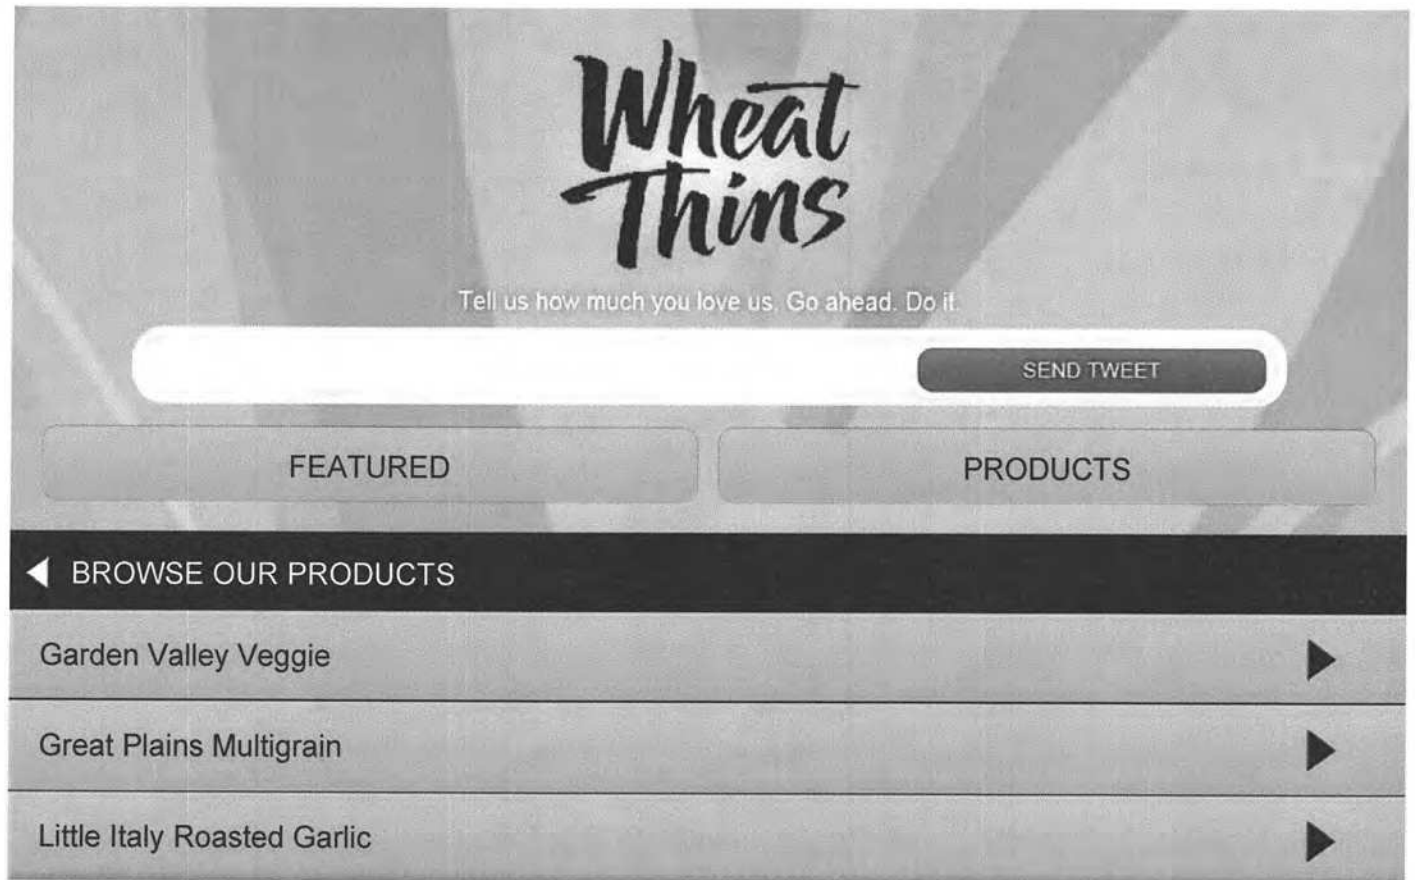 Wheat
Thins
Tell us how much you love us. Go ahead. Do it.
SEND TWEET
FEATURED
PRODUCTS
BROWSE OUR PRODUCTS
Garden Valley Veggie
Great Plains Multigrain
Little Italy Roasted Garlic